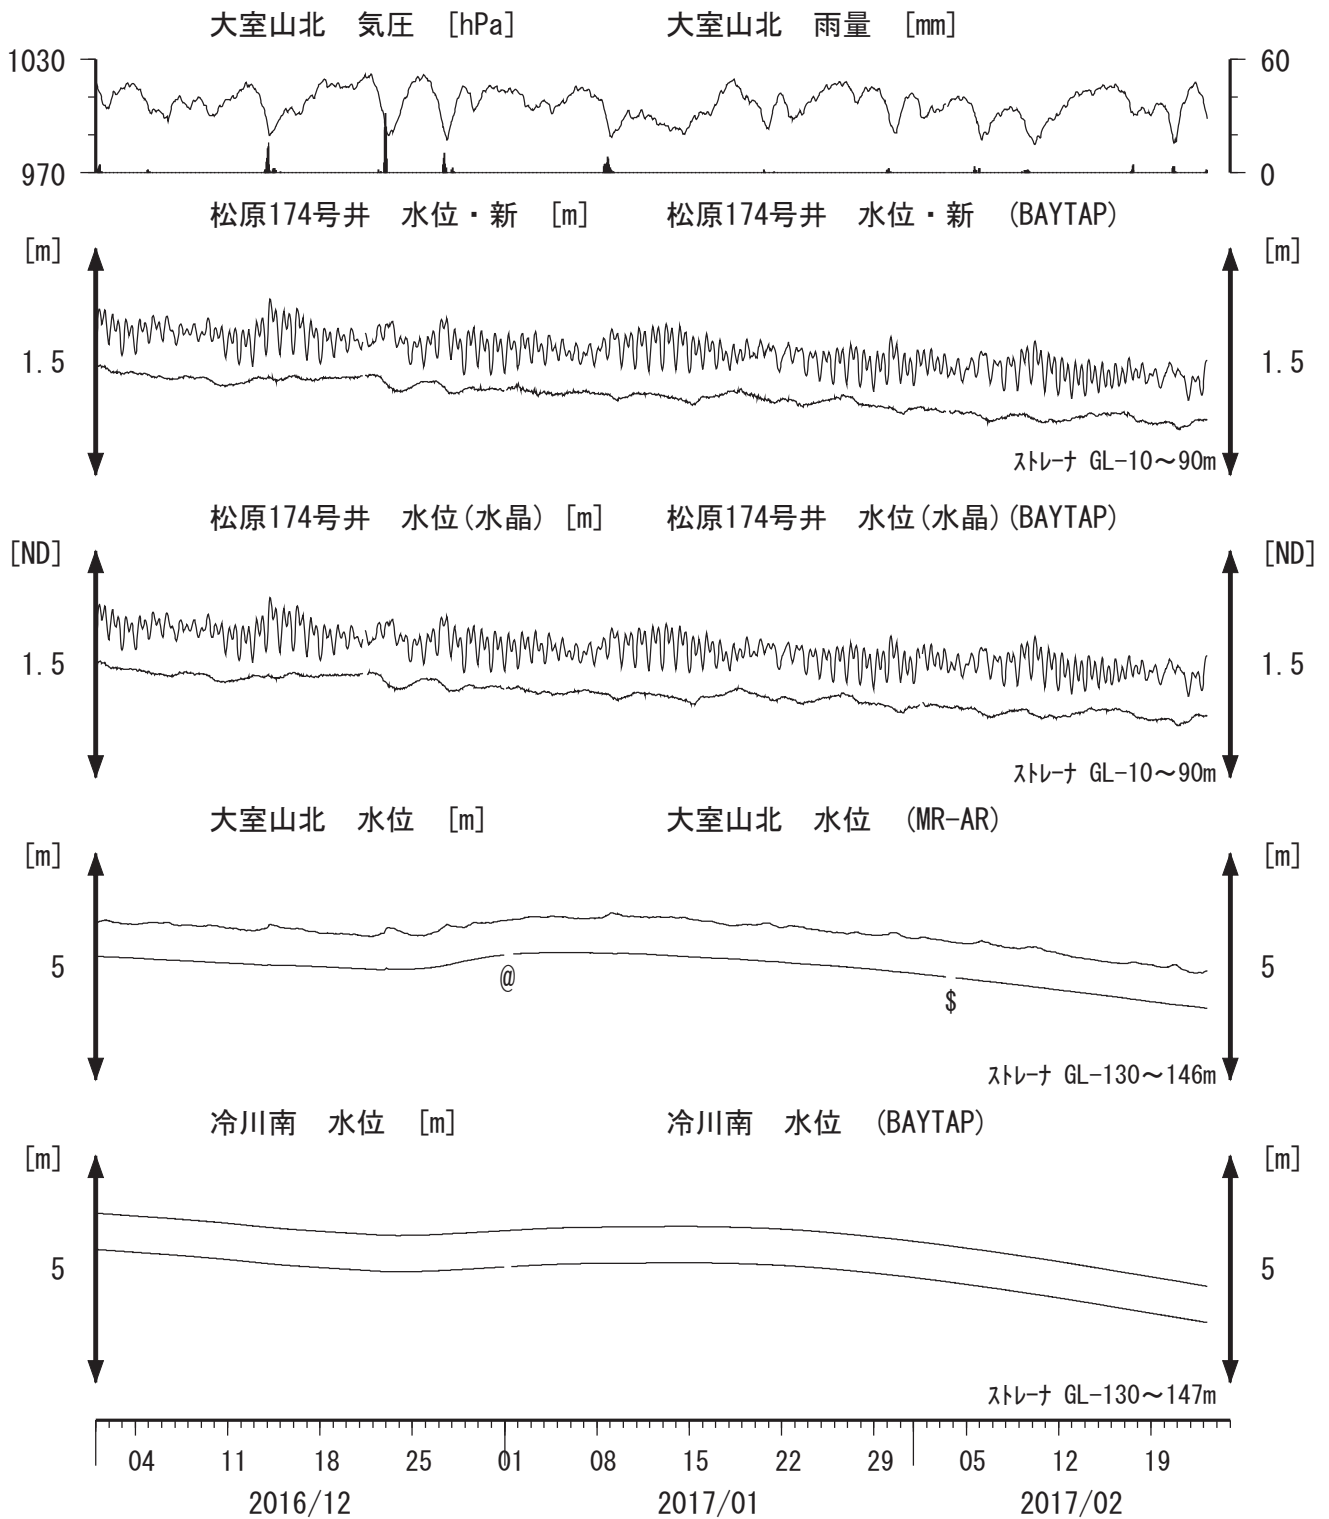 大室山北　気圧　[hPa]　大室山北　雨量　[mm]
1030　60
970　0
松原174号井　水位・新　[m]　松原174号井　水位・新　(BAYTAP)
[m]　[m]
1.5　1.5
ｽﾄﾚｰﾅ GL-10～90m
松原174号井　水位(水晶) [m]　松原174号井　水位(水晶)(BAYTAP)
[ND]　[ND]
1.5　1.5
ｽﾄﾚｰﾅ GL-10～90m
大室山北　水位　[m]　大室山北　水位　(MR-AR)
[m]　[m]
5　5
@
$
ｽﾄﾚｰﾅ GL-130～146m
冷川南　水位　[m]　冷川南　水位　(BAYTAP)
[m]　[m]
5　5
ｽﾄﾚｰﾅ GL-130～147m
04　11　18　25　01　08　15　22　29　05　12　19
2016/12　2017/01　2017/02